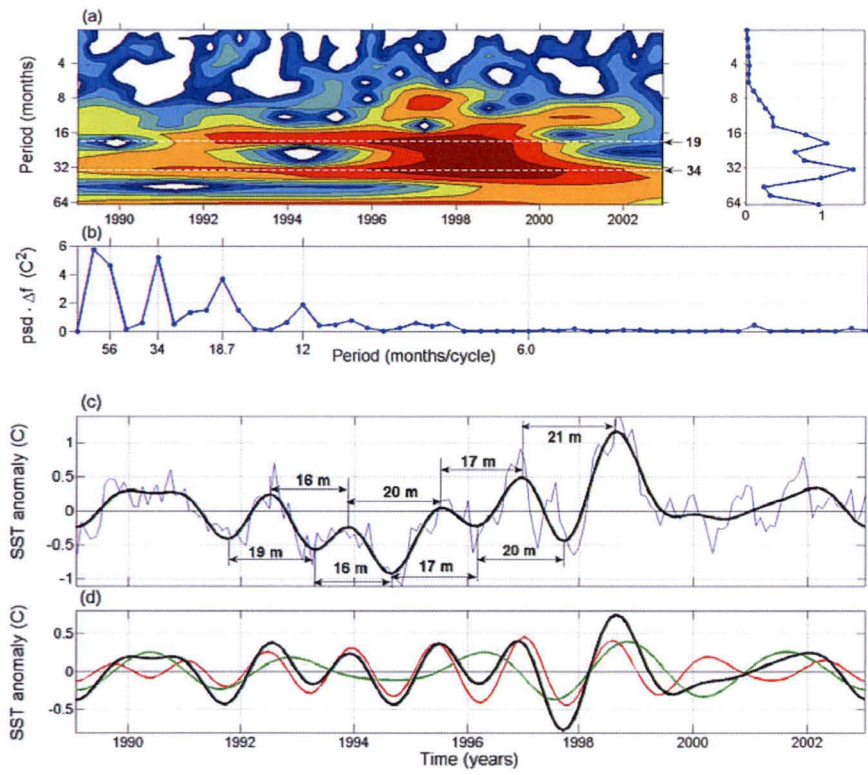 (a)
Period (months)
4
8
16
32
64
1990 1992 1994 1996 1998 2000 2002
19
34
4
8
16
32
64
0 1
(b)
psd · Δf (C²)
6
4
2
0
56 34 18.7 12 6.0
Period (months/cycle)
(c)
SST anomaly (C)
1
0.5
0
-0.5
-1
21 m
17 m
16 m 20 m
19 m 20 m
16 m 17 m
(d)
SST anomaly (C)
0.5
0
-0.5
1990 1992 1994 1996 1998 2000 2002
Time (years)